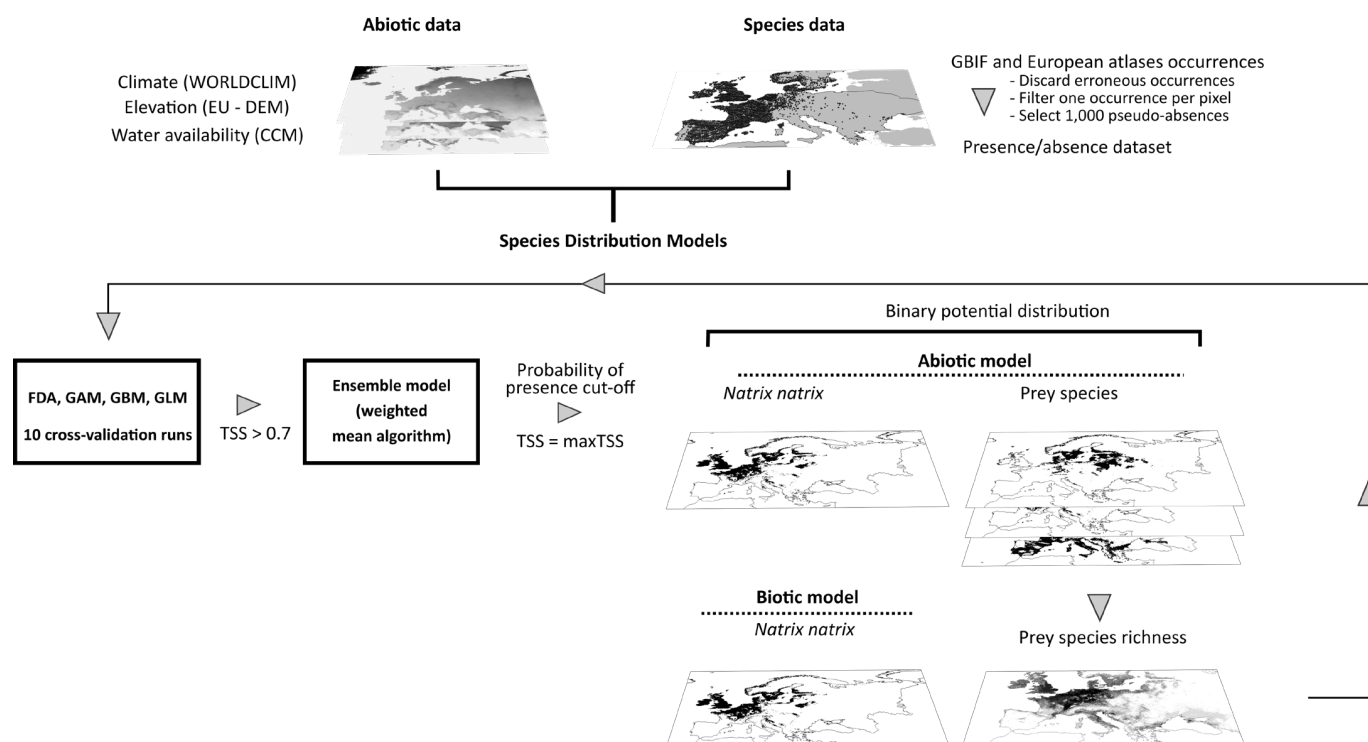 Abiotic data
Species data
Climate (WORLDCLIM)
Elevation (EU - DEM)
Water availability (CCM)
GBIF and European atlases occurrences
- Discard erroneous occurrences
- Filter one occurrence per pixel
- Select 1,000 pseudo-absences
Presence/absence dataset
Species Distribution Models
FDA, GAM, GBM, GLM
10 cross-validation runs
TSS > 0.7
Ensemble model
(weighted
mean algorithm)
Probability of
presence cut-off
TSS = maxTSS
Binary potential distribution
Abiotic model
Natrix natrix
Prey species
Biotic model
Natrix natrix
Prey species richness